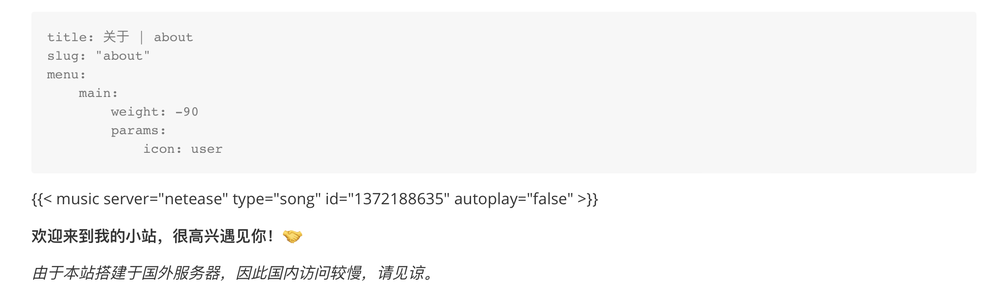 title: 关于 | about
slug: "about"
menu:
    main:
        weight: -90
        params:
            icon: user
{{< music server="netease" type="song" id="1372188635" autoplay="false" >}}
欢迎来到我的小站，很高兴遇见你！🤝
由于本站搭建于国外服务器，因此国内访问较慢，请见谅。